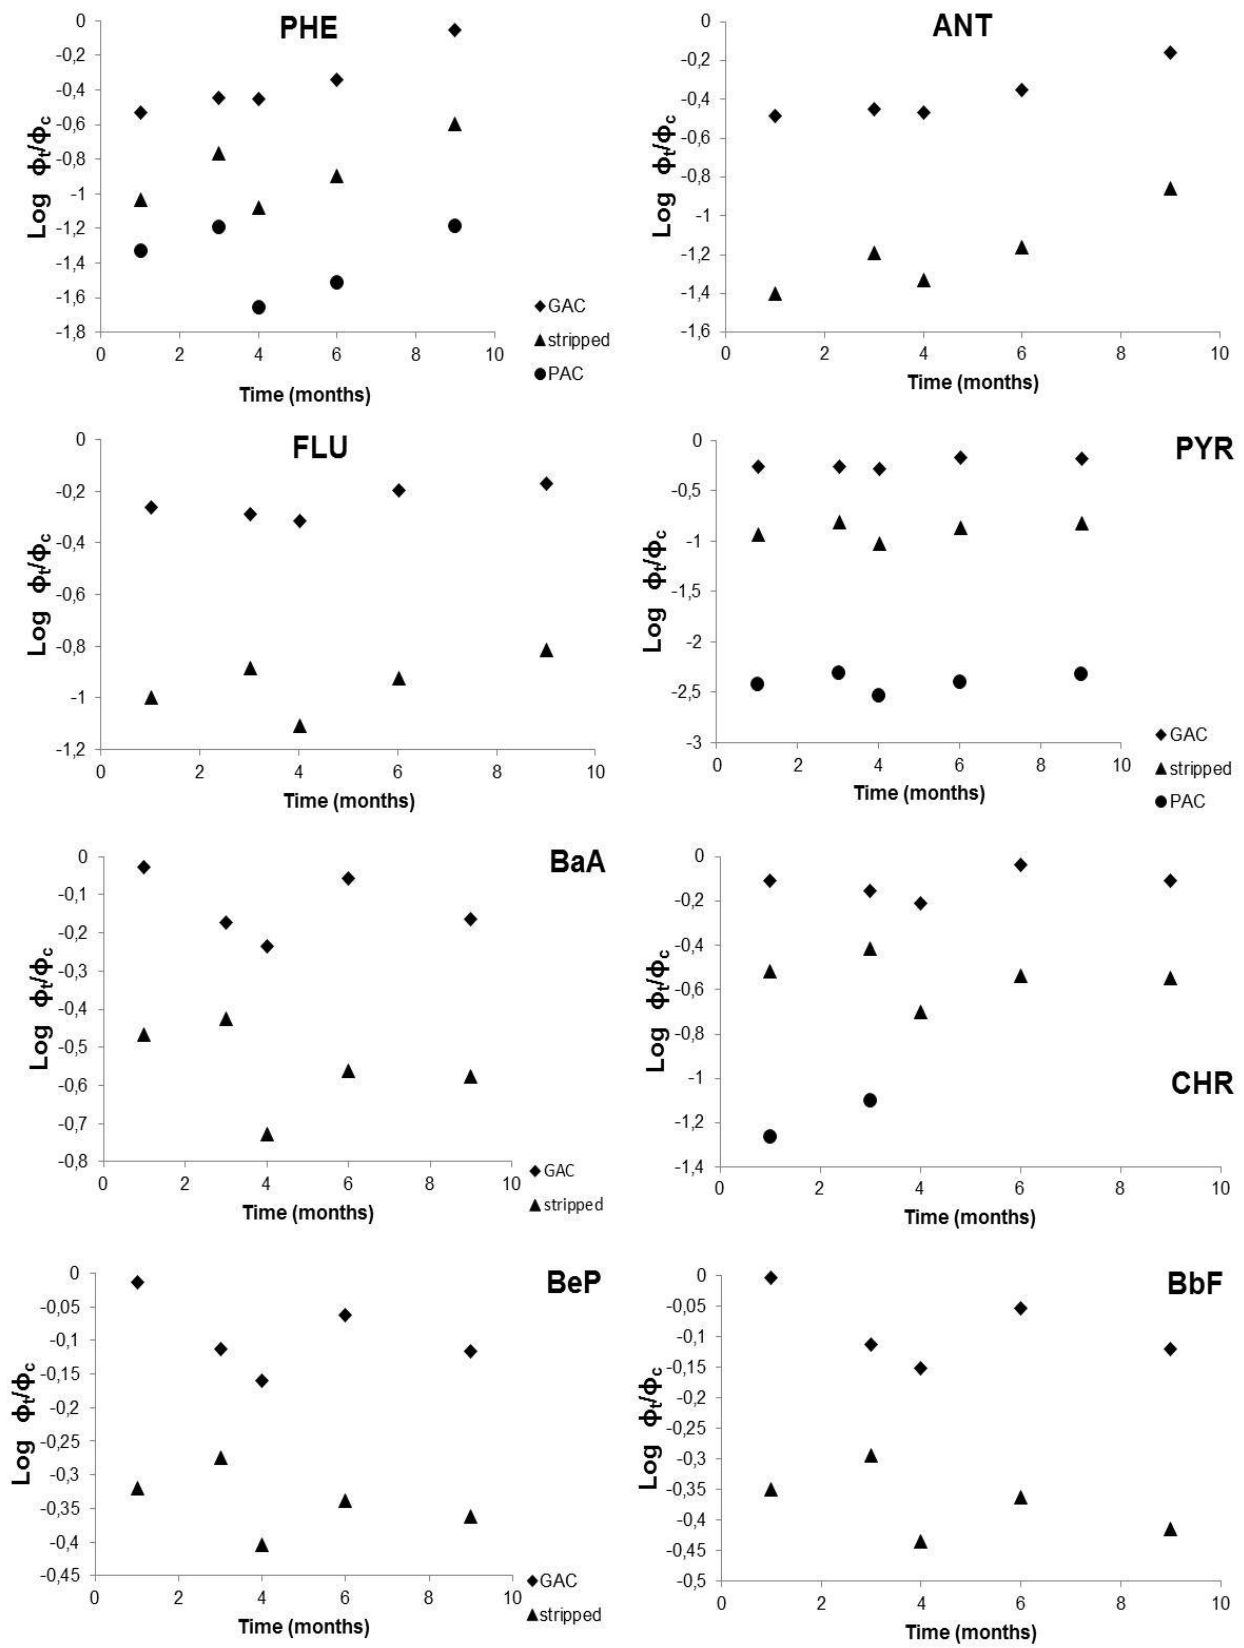 PHE
0
-0,2
-0,4
-0,6
-0,8
-1
-1,2
-1,4
-1,6
-1,8
0 2 4 6 8 10
Log ϕt/ϕc
Time (months)
GAC
stripped
PAC
ANT
0
-0,2
-0,4
-0,6
-0,8
-1
-1,2
-1,4
-1,6
0 2 4 6 8 10
Log ϕt/ϕc
Time (months)
FLU
0
-0,2
-0,4
-0,6
-0,8
-1
-1,2
0 2 4 6 8 10
Log ϕt/ϕc
Time (months)
PYR
0
-0,5
-1
-1,5
-2
-2,5
-3
0 2 4 6 8 10
Log ϕt/ϕc
Time (months)
GAC
stripped
PAC
BaA
0
-0,1
-0,2
-0,3
-0,4
-0,5
-0,6
-0,7
-0,8
0 2 4 6 8 10
Log ϕt/ϕc
Time (months)
GAC
stripped
CHR
0
-0,2
-0,4
-0,6
-0,8
-1
-1,2
-1,4
0 2 4 6 8 10
Log ϕt/ϕc
Time (months)
BeP
0
-0,05
-0,1
-0,15
-0,2
-0,25
-0,3
-0,35
-0,4
-0,45
0 2 4 6 8 10
Log ϕt/ϕc
Time (months)
GAC
stripped
BbF
0
-0,05
-0,1
-0,15
-0,2
-0,25
-0,3
-0,35
-0,4
-0,45
-0,5
0 2 4 6 8 10
Log ϕt/ϕc
Time (months)